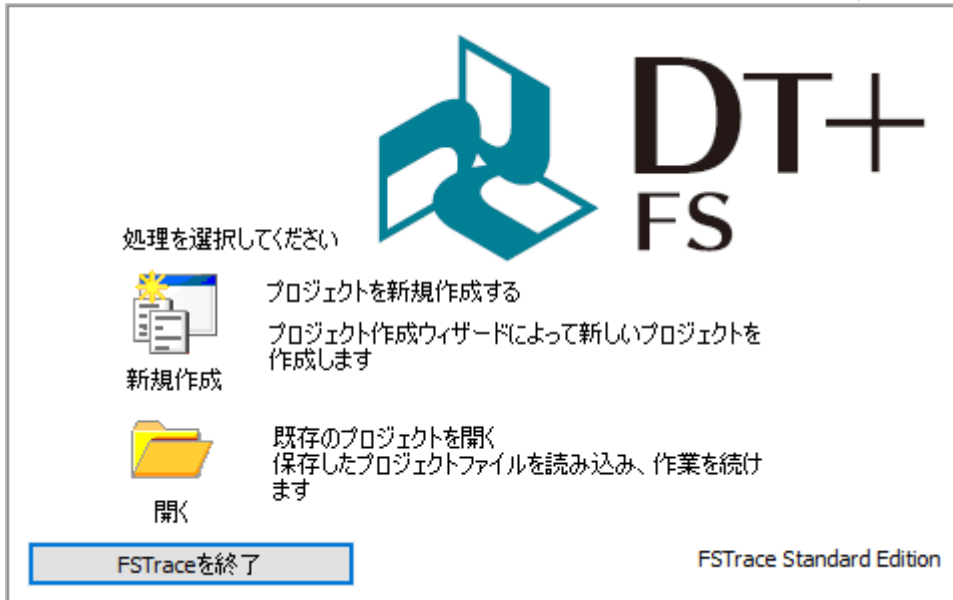 DT+
FS
処理を選択してください
プロジェクトを新規作成する
プロジェクト作成ウィザードによって新しいプロジェクトを
作成します
新規作成
既存のプロジェクトを開く
保存したプロジェクトファイルを読み込み、作業を続け
ます
開く
FSTraceを終了
FSTrace Standard Edition